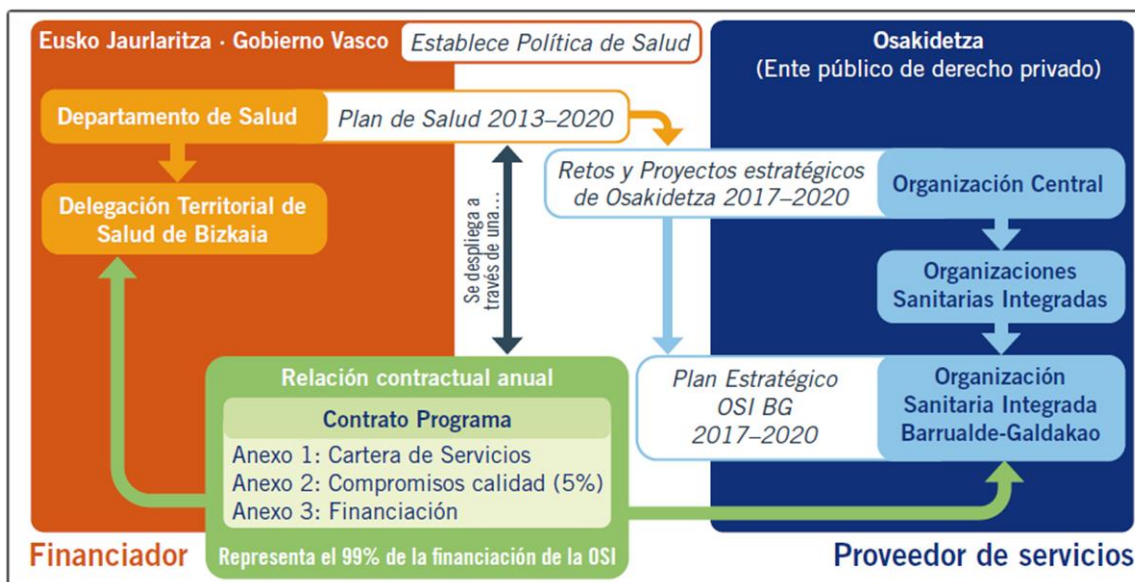 Eusko Jaurlaritza · Gobierno Vasco
Establece Política de Salud
Osakidetza
(Ente público de derecho privado)
Departamento de Salud
Plan de Salud 2013–2020
Retos y Proyectos estratégicos
de Osakidetza 2017–2020
Organización Central
Delegación Territorial de
Salud de Bizkaia
Se despliega a
través de una...
Organizaciones
Sanitarias Integradas
Relación contractual anual
Contrato Programa
Anexo 1: Cartera de Servicios
Anexo 2: Compromisos calidad (5%)
Anexo 3: Financiación
Representa el 99% de la financiación de la OSI
Plan Estratégico
OSI BG
2017–2020
Organización
Sanitaria Integrada
Barrualde-Galdakao
Financiador
Proveedor de servicios